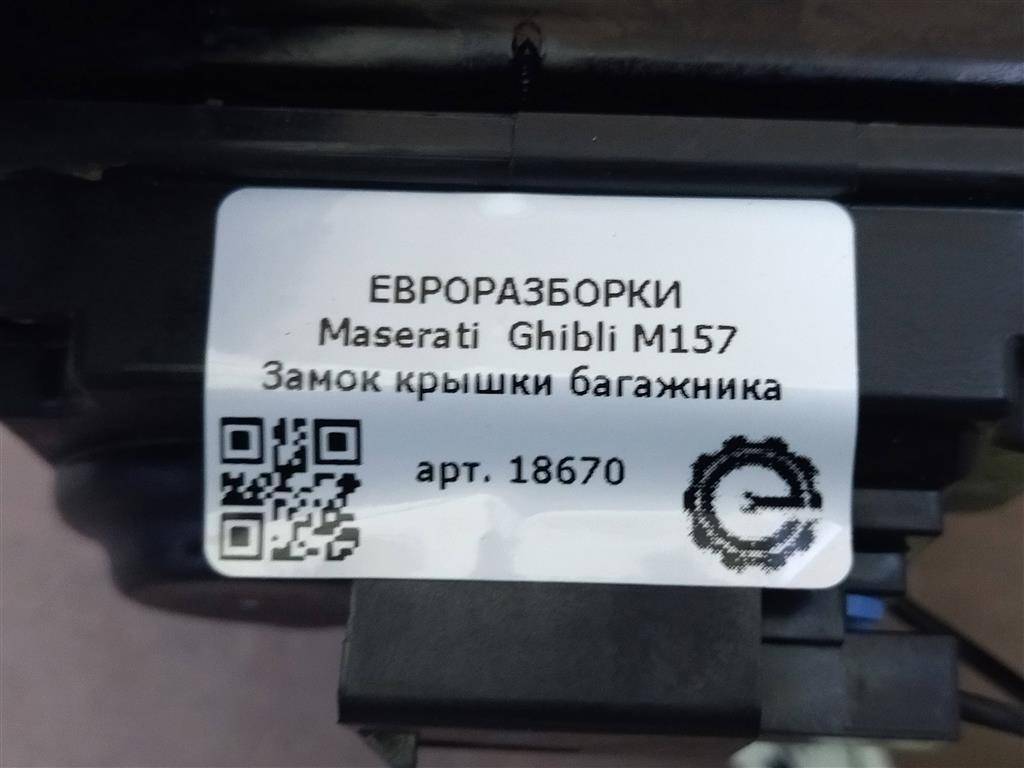 ЕВРОРАЗБОРКИ
Maserati Ghibli M157
Замок крышки багажника
арт. 18670